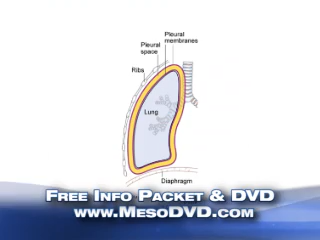 Pleural
membranes
Pleural
space
Ribs
Lung
Diaphragm
Free Info Packet & DVD
www.MesoDVD.com